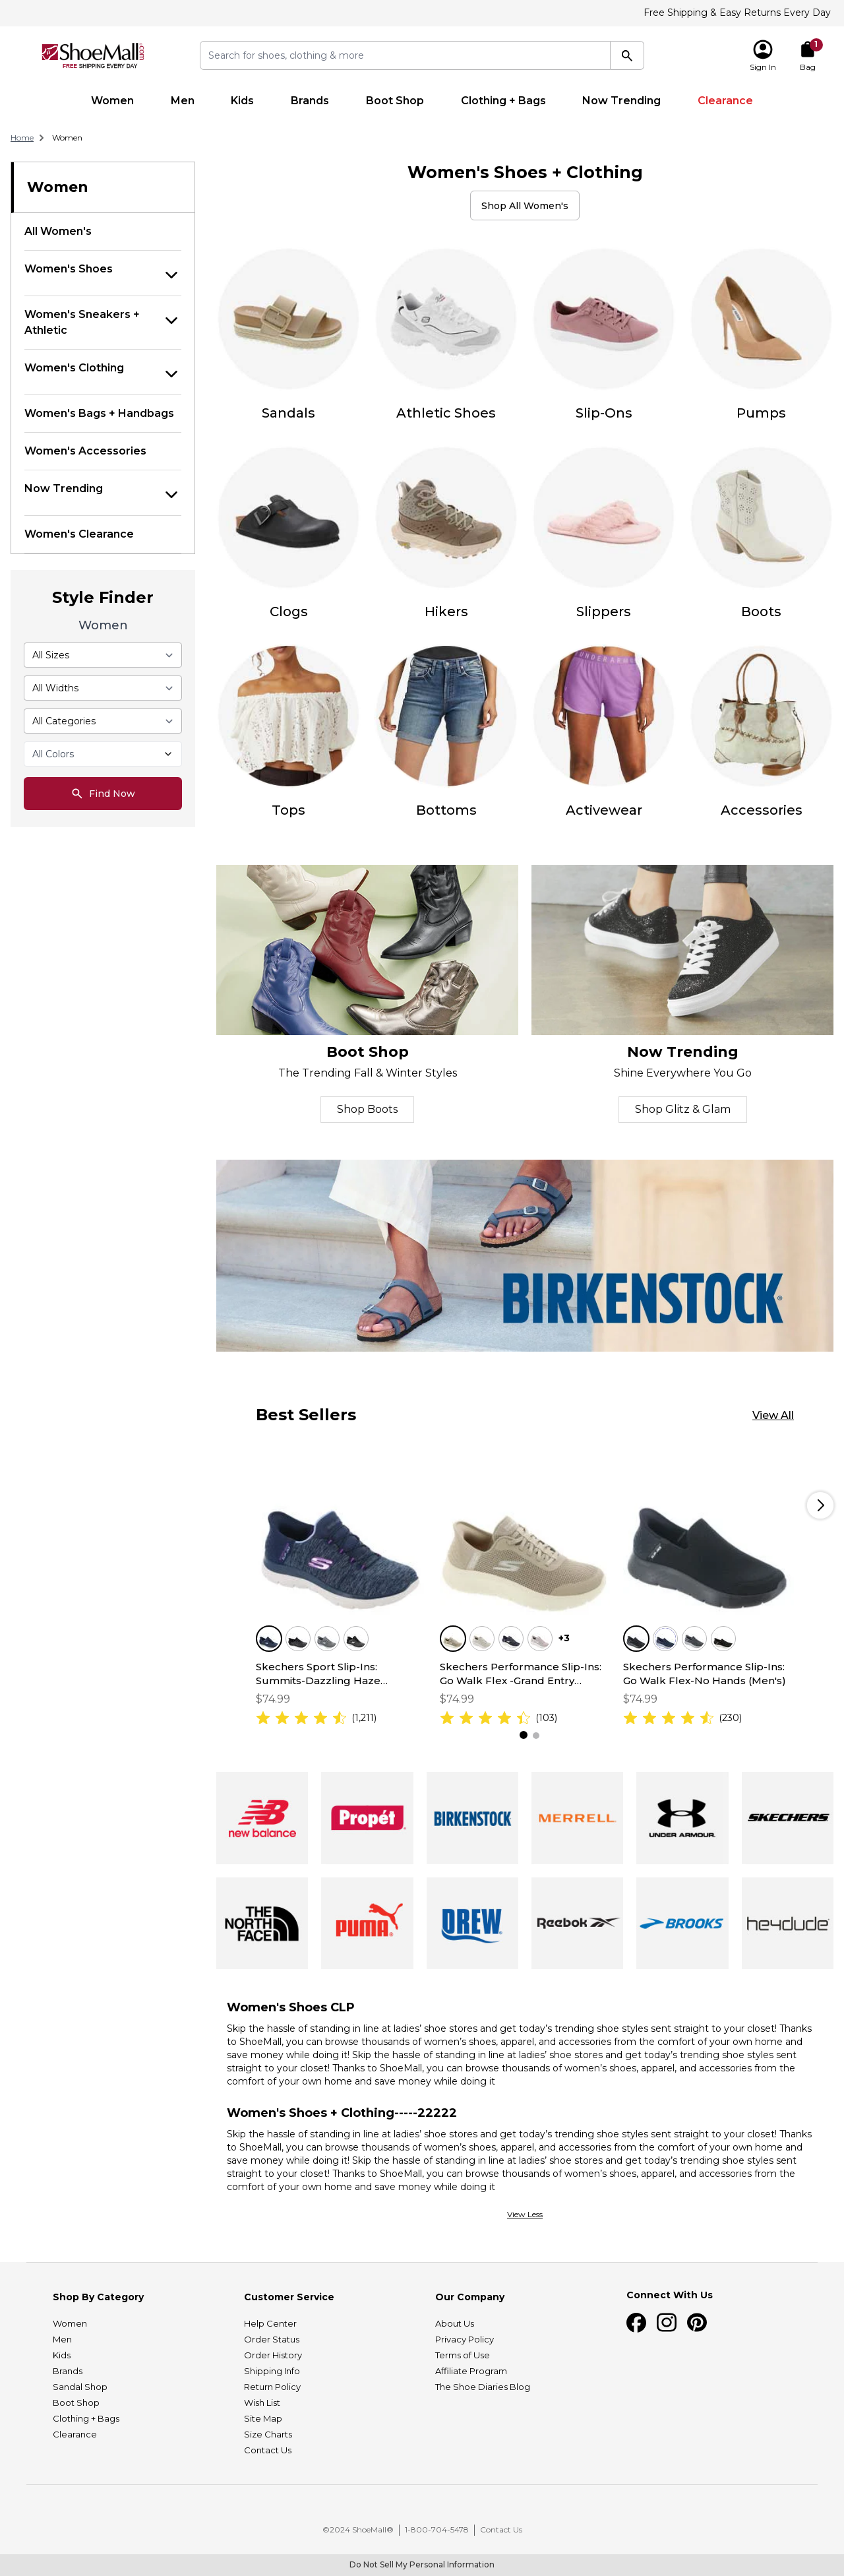 Free Shipping & Easy Returns Every Day
ShoeMall.com
FREE SHIPPING EVERY DAY
Search for shoes, clothing & more
Sign In
1
Bag
Women
Men
Kids
Brands
Boot Shop
Clothing + Bags
Now Trending
Clearance
Home
Women
Women
All Women's
Women's Shoes
Women's Sneakers +
Athletic
Women's Clothing
Women's Bags + Handbags
Women's Accessories
Now Trending
Women's Clearance
Style Finder
Women
All Sizes
All Widths
All Categories
All Colors
Find Now
Women's Shoes + Clothing
Shop All Women's
Sandals
Athletic Shoes
Slip-Ons
Pumps
Clogs
Hikers
Slippers
Boots
UNDER ARMOUR
Tops
Bottoms
Activewear
Accessories
Boot Shop
The Trending Fall & Winter Styles
Shop Boots
Now Trending
Shine Everywhere You Go
Shop Glitz & Glam
BIRKENSTOCK®
Best Sellers
View All
+3
Skechers Sport Slip-Ins:
Summits-Dazzling Haze...
$74.99
(1,211)
Skechers Performance Slip-Ins:
Go Walk Flex -Grand Entry...
$74.99
(103)
Skechers Performance Slip-Ins:
Go Walk Flex-No Hands (Men's)
$74.99
(230)
new balance
Propét
BIRKENSTOCK
MERRELL
UNDER ARMOUR.
SKECHERS
THE
NORTH
FACE
PUMA
DREW
Reebok
BROOKS
heydude
Women's Shoes CLP
Skip the hassle of standing in line at ladies' shoe stores and get today's trending shoe styles sent straight to your closet! Thanks
to ShoeMall, you can browse thousands of women's shoes, apparel, and accessories from the comfort of your own home and
save money while doing it! Skip the hassle of standing in line at ladies' shoe stores and get today's trending shoe styles sent
straight to your closet! Thanks to ShoeMall, you can browse thousands of women's shoes, apparel, and accessories from the
comfort of your own home and save money while doing it
Women's Shoes + Clothing-----22222
Skip the hassle of standing in line at ladies' shoe stores and get today's trending shoe styles sent straight to your closet! Thanks
to ShoeMall, you can browse thousands of women's shoes, apparel, and accessories from the comfort of your own home and
save money while doing it! Skip the hassle of standing in line at ladies' shoe stores and get today's trending shoe styles sent
straight to your closet! Thanks to ShoeMall, you can browse thousands of women's shoes, apparel, and accessories from the
comfort of your own home and save money while doing it
View Less
Shop By Category
Women
Men
Kids
Brands
Sandal Shop
Boot Shop
Clothing + Bags
Clearance
Customer Service
Help Center
Order Status
Order History
Shipping Info
Return Policy
Wish List
Site Map
Size Charts
Contact Us
Our Company
About Us
Privacy Policy
Terms of Use
Affiliate Program
The Shoe Diaries Blog
Connect With Us
©2024 ShoeMall®
1-800-704-5478
Contact Us
Do Not Sell My Personal Information